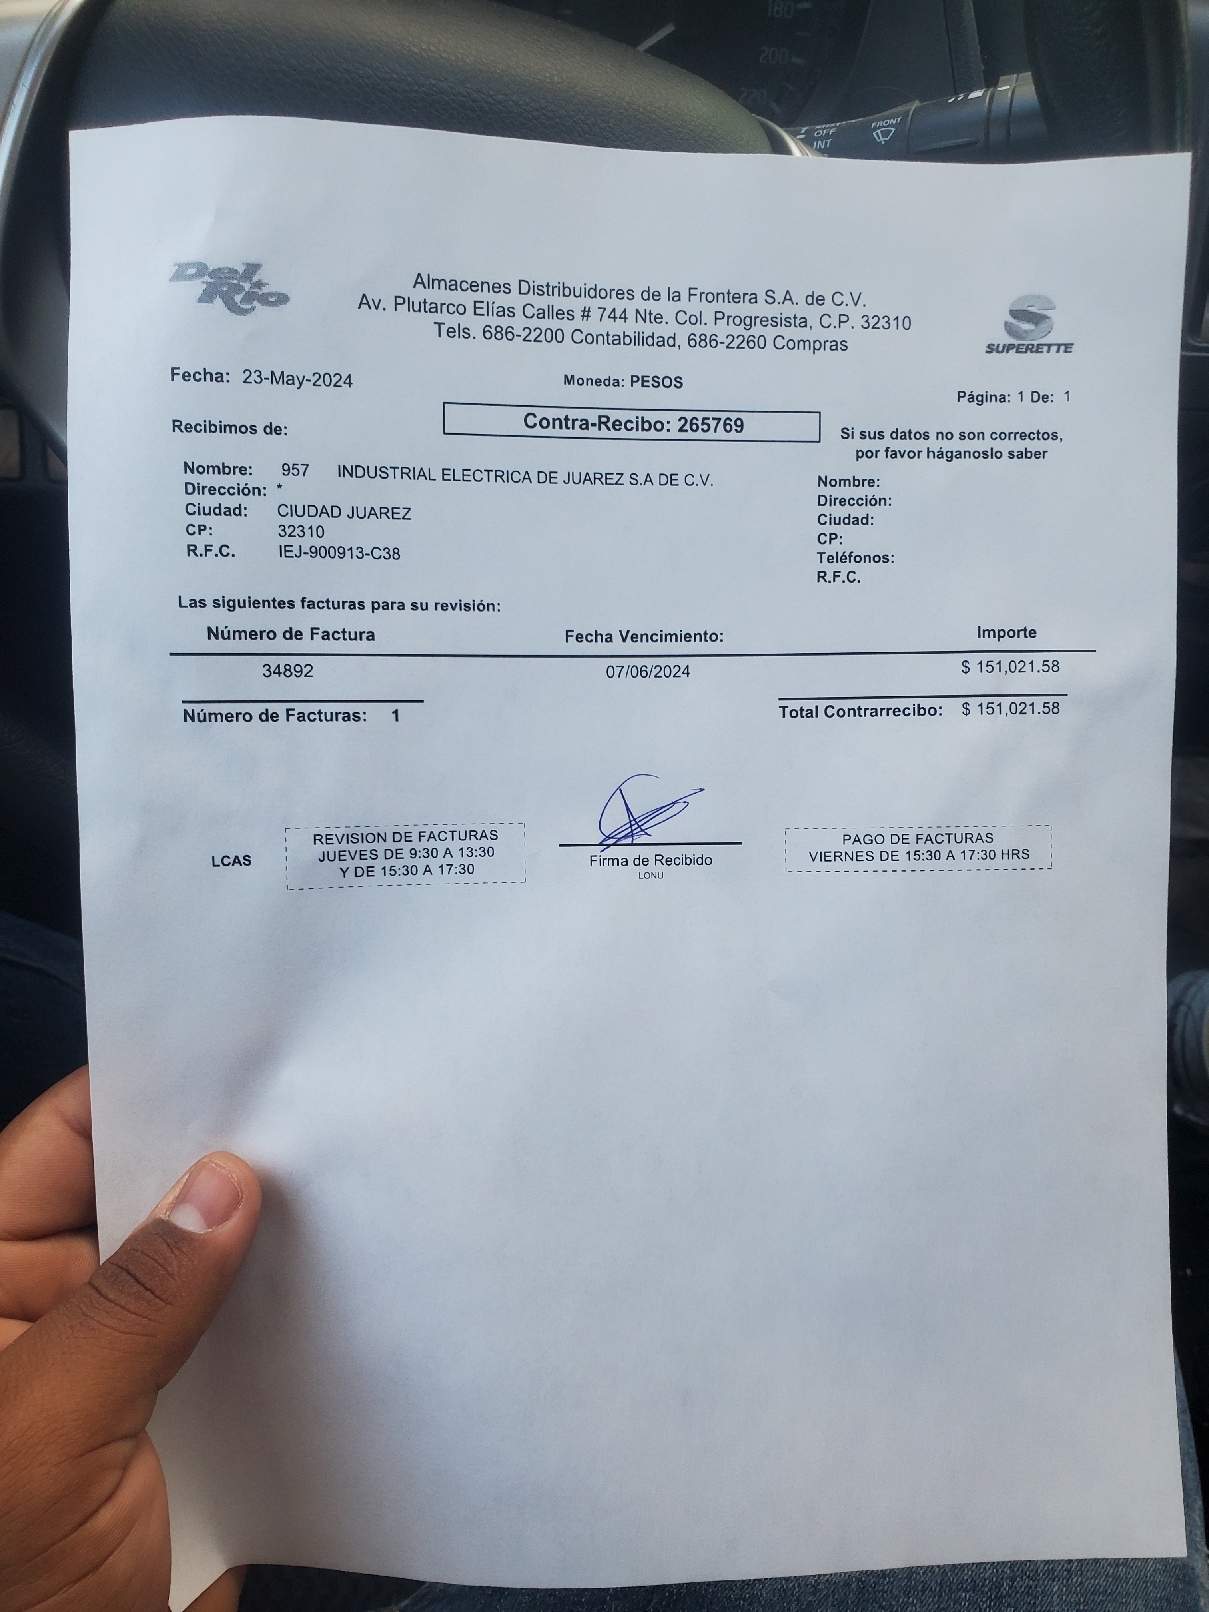 180
200
220
OFF
INT
FRONT
Del Rio
Almacenes Distribuidores de la Frontera S.A. de C.V.
Av. Plutarco Elías Calles # 744 Nte. Col. Progresista, C.P. 32310
Tels. 686-2200 Contabilidad, 686-2260 Compras
S
SUPERETTE
Fecha: 23-May-2024
Moneda: PESOS
Página: 1 De: 1
Contra-Recibo: 265769
Recibimos de:
Si sus datos no son correctos,
por favor háganoslo saber
Nombre: 957 INDUSTRIAL ELECTRICA DE JUAREZ S.A DE C.V.
Dirección: *
Ciudad: CIUDAD JUAREZ
CP: 32310
R.F.C. IEJ-900913-C38
Nombre:
Dirección:
Ciudad:
CP:
Teléfonos:
R.F.C.
Las siguientes facturas para su revisión:
Número de Factura Fecha Vencimiento: Importe
34892 07/06/2024 $ 151,021.58
Número de Facturas: 1 Total Contrarrecibo: $ 151,021.58
LCAS
REVISION DE FACTURAS
JUEVES DE 9:30 A 13:30
Y DE 15:30 A 17:30
Firma de Recibido
LONU
PAGO DE FACTURAS
VIERNES DE 15:30 A 17:30 HRS